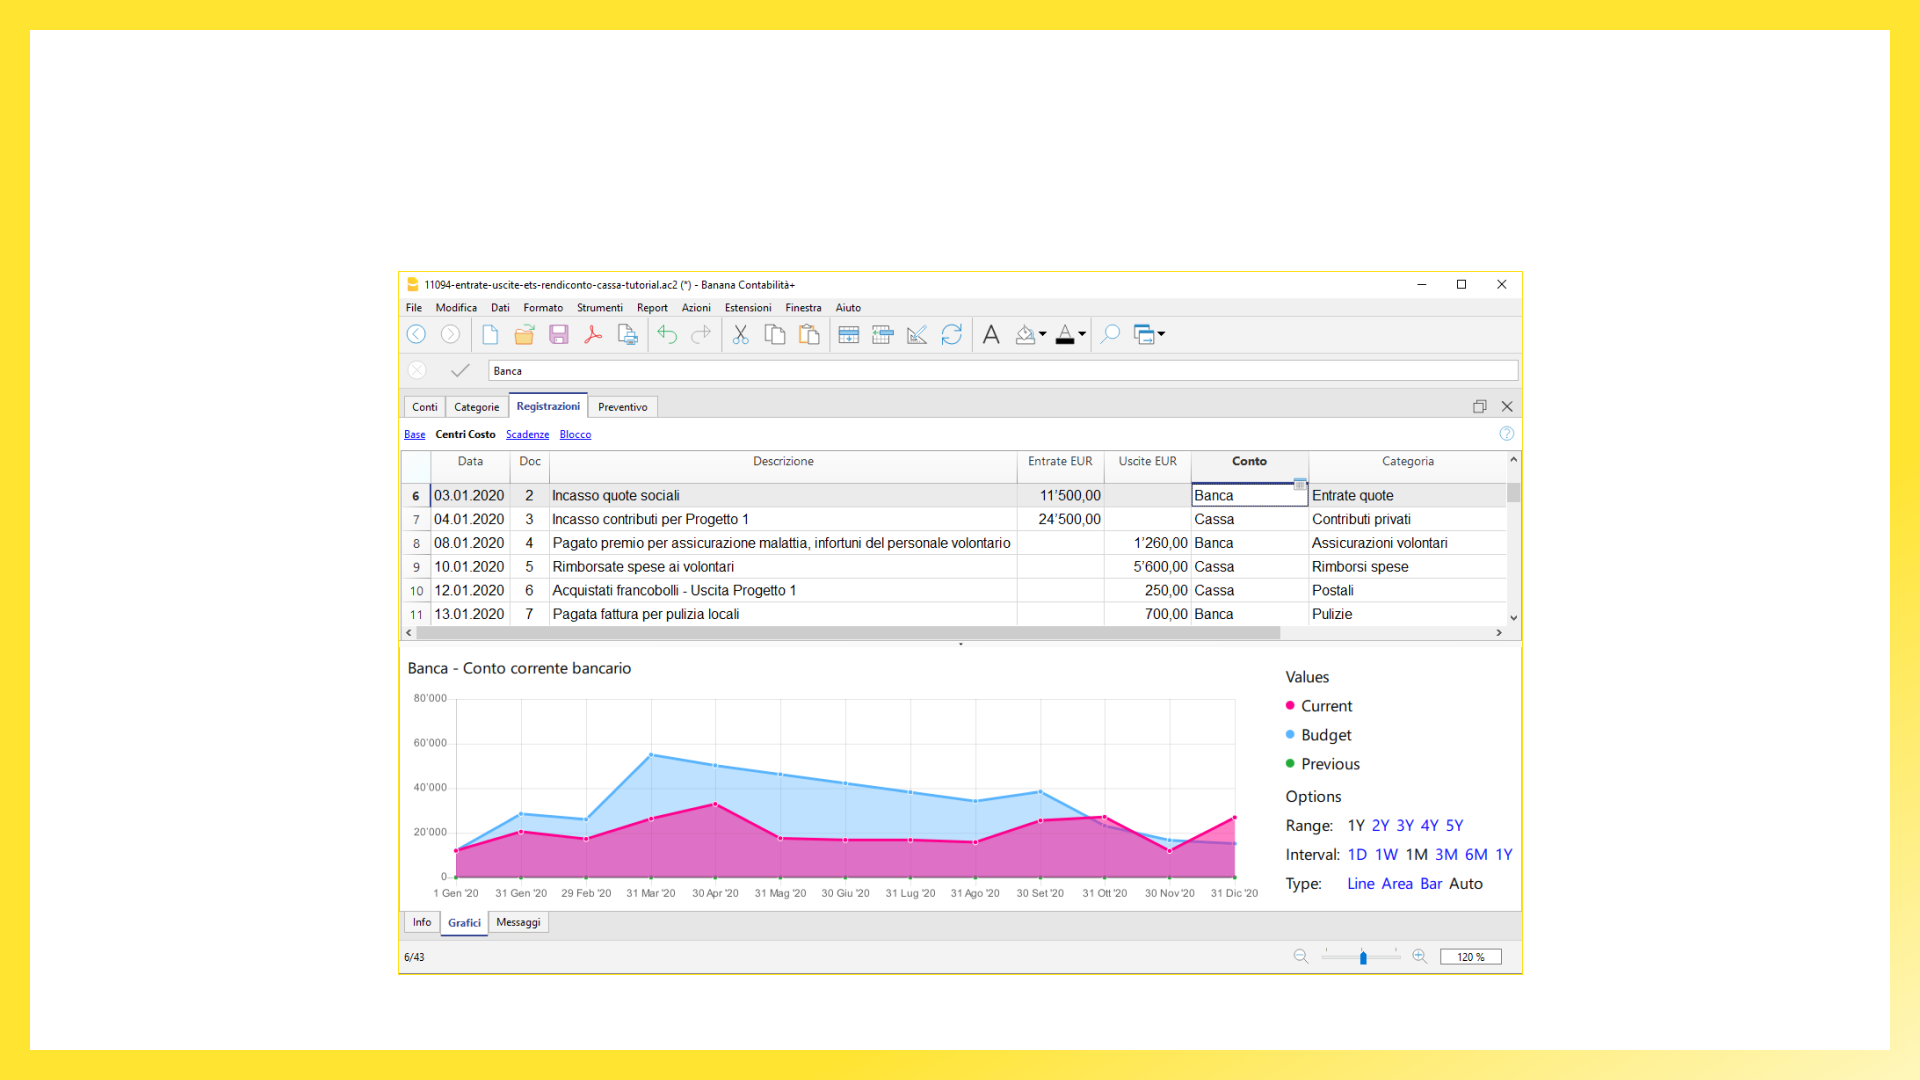 11094-entrate-uscite-ets-rendiconto-cassa-tutorial.ac2 (*) - Banana Contabilità+
File Modifica Dati Formato Strumenti Report Azioni Estensioni Finestra Aiuto
Banca
Conti Categorie Registrazioni Preventivo
Base Centri Costo Scadenze Blocco
Data Doc Descrizione Entrate EUR Uscite EUR Conto Categoria
6 03.01.2020 2 Incasso quote sociali 11'500,00 Banca Entrate quote
7 04.01.2020 3 Incasso contributi per Progetto 1 24'500,00 Cassa Contributi privati
8 08.01.2020 4 Pagato premio per assicurazione malattia, infortuni del personale volontario 1'260,00 Banca Assicurazioni volontari
9 10.01.2020 5 Rimborsate spese ai volontari 5'600,00 Cassa Rimborsi spese
10 12.01.2020 6 Acquistati francobolli - Uscita Progetto 1 250,00 Cassa Postali
11 13.01.2020 7 Pagata fattura per pulizia locali 700,00 Banca Pulizie
Banca - Conto corrente bancario
80'000
60'000
40'000
20'000
0
1 Gen '20 31 Gen '20 29 Feb '20 31 Mar '20 30 Apr '20 31 Mag '20 30 Giu '20 31 Lug '20 31 Ago '20 30 Set '20 31 Ott '20 30 Nov '20 31 Dic '20
Values
Current
Budget
Previous
Options
Range: 1Y 2Y 3Y 4Y 5Y
Interval: 1D 1W 1M 3M 6M 1Y
Type: Line Area Bar Auto
Info Grafici Messaggi
6/43
120 %